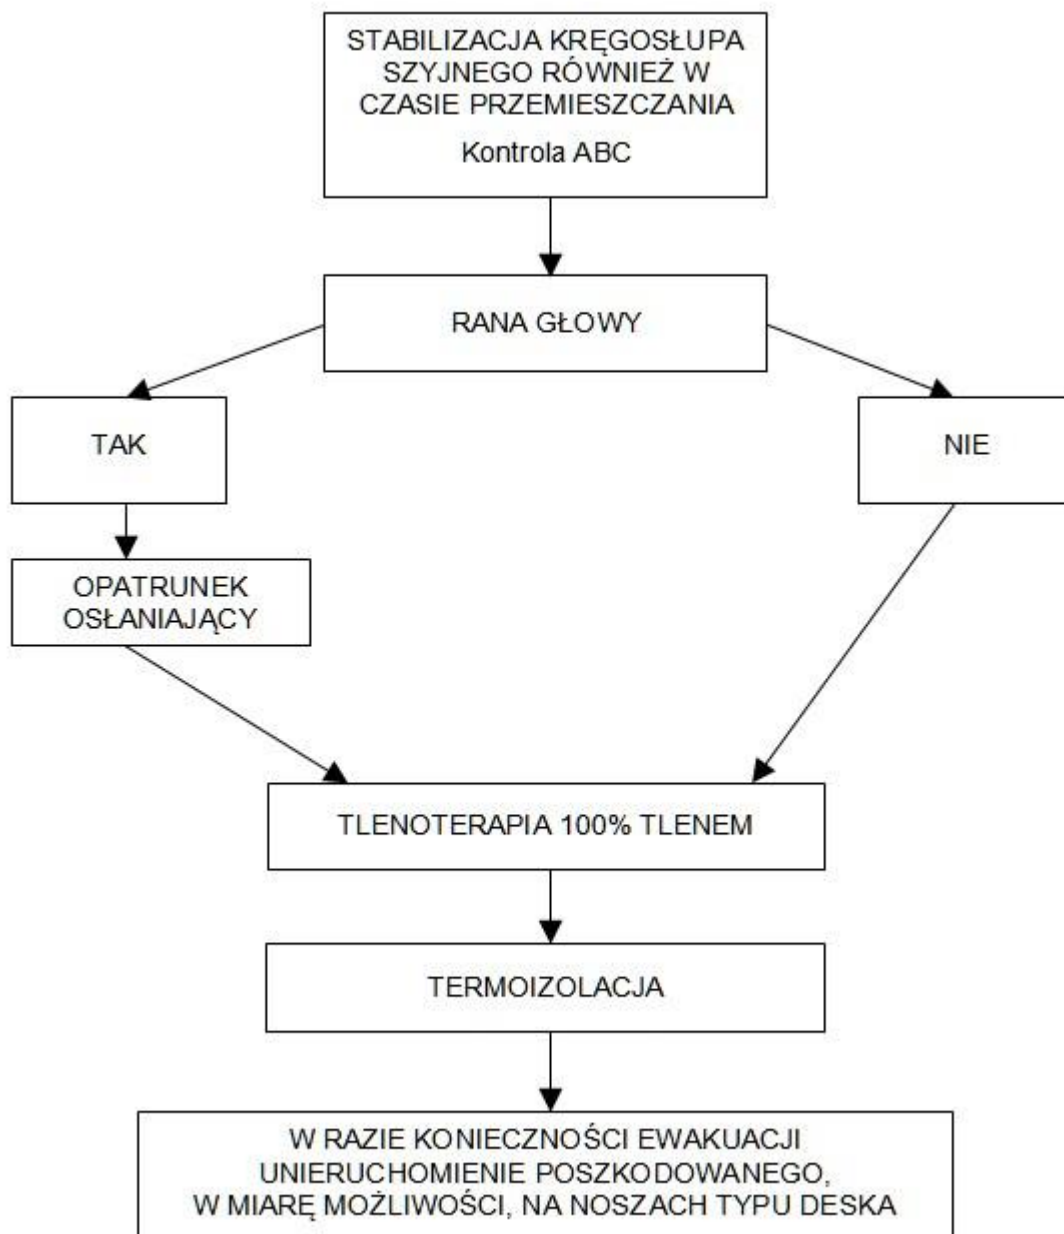 STABILIZACJA KRĘGOSŁUPA
SZYJNEGO RÓWNIEŻ W
CZASIE PRZEMIESZCZANIA
Kontrola ABC
RANA GŁOWY
TAK
NIE
OPATRUNEK
OSŁANIAJĄCY
TLENOTERAPIA 100% TLENEM
TERMOIZOLACJA
W RAZIE KONIECZNOŚCI EWAKUACJI
UNIERUCHOMIENIE POSZKODOWANEGO,
W MIARĘ MOŻLIWOŚCI, NA NOSZACH TYPU DESKA